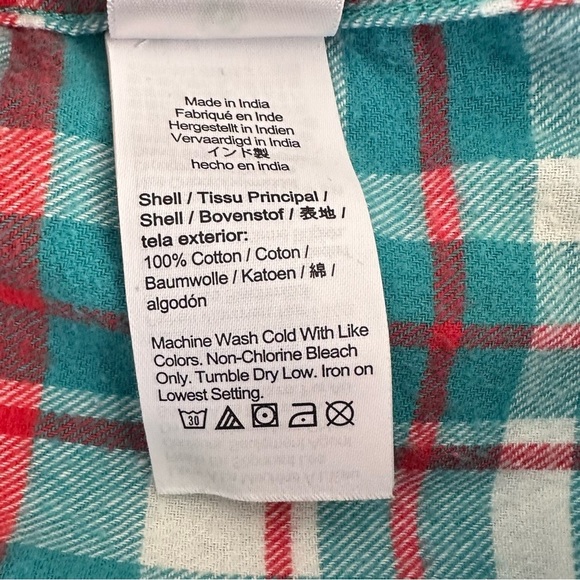 Made in India
Fabriqué en Inde
Hergestellt in Indien
Vervaardigd in India
インド製
hecho en india
Shell / Tissu Principal /
Shell / Bovenstof / 表地 /
tela exterior:
100% Cotton / Coton /
Baumwolle / Katoen / 綿 /
algodón
Machine Wash Cold With Like
Colors. Non-Chlorine Bleach
Only. Tumble Dry Low. Iron on
Lowest Setting.
30